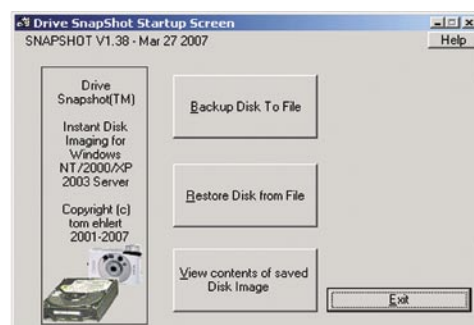 Drive SnapShot Startup Screen
SNAPSHOT V1.38 - Mar 27 2007
Help
Drive
Snapshot(TM)
Instant Disk
Imaging for
Windows
NT/2000/XP
2003 Server
Copyright (c)
tom ehlert
2001-2007
Backup Disk To File
Restore Disk from File
View contents of saved
Disk Image
Exit